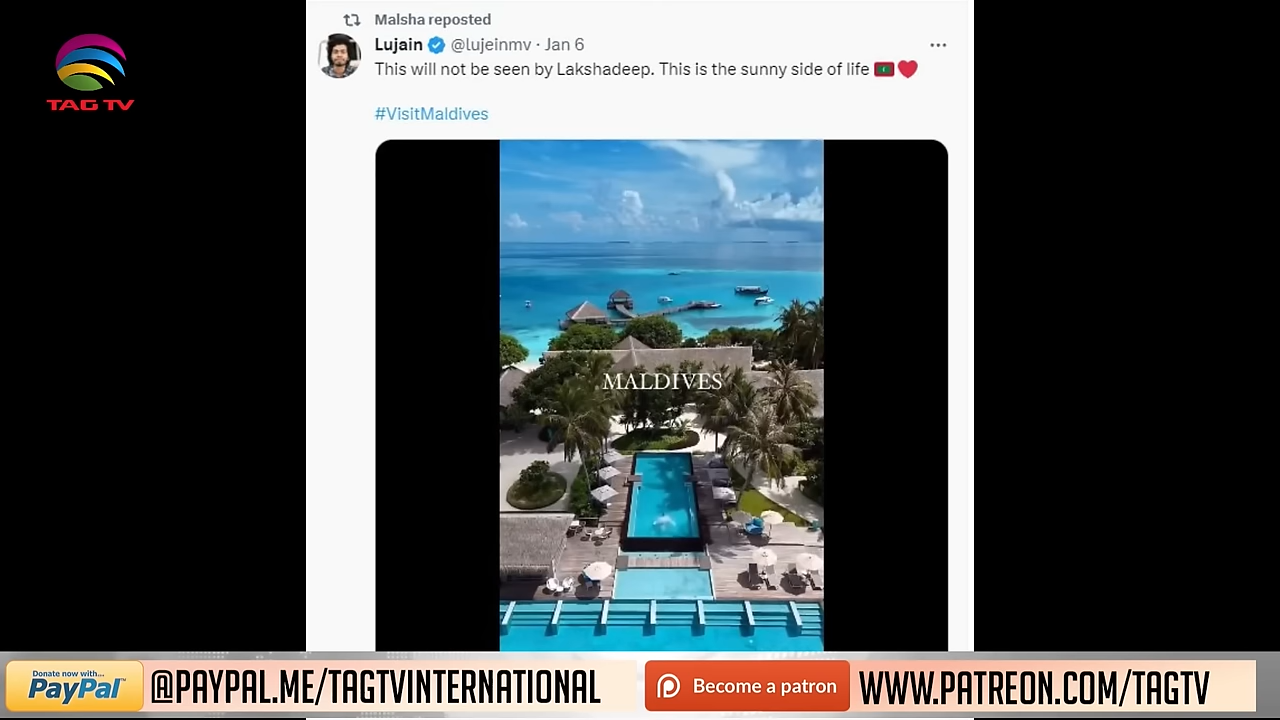 Malsha reposted
Lujain @lujeinmv · Jan 6
This will not be seen by Lakshadeep. This is the sunny side of life 🇲🇻❤️
#VisitMaldives
TAG TV
MALDIVES
Donate now with...
PayPal™
@PAYPAL.ME/TAGTVINTERNATIONAL
Become a patron
WWW.PATREON.COM/TAGTV